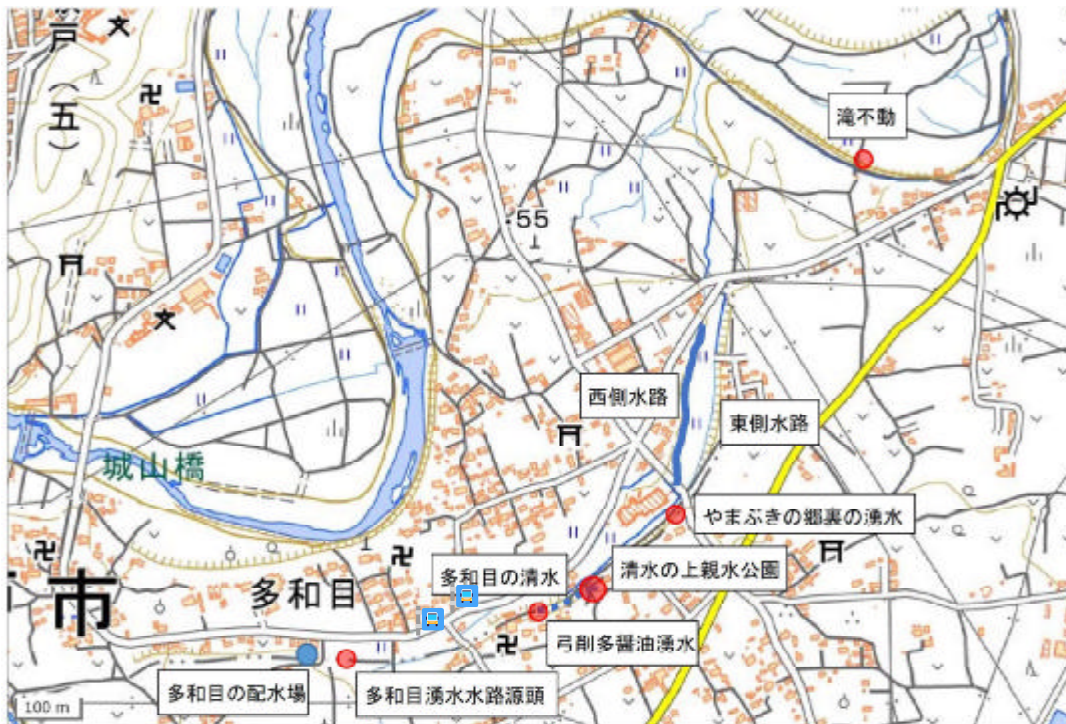 戸（五）
滝不動
55
西側水路
東側水路
城山橋
やまぶきの郷裏の湧水
清水の上親水公園
多和目の清水
市
多和目
弓削多醤油湧水
多和目の配水場
多和目湧水水路源頭
100 m